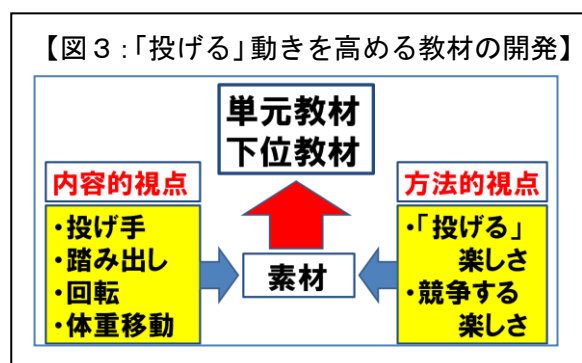 【図３:「投げる」動きを高める教材の開発】
単元教材
下位教材
内容的視点
・投げ手
・踏み出し
・回転
・体重移動
素材
方法的視点
・「投げる」
楽しさ
・競争する
楽しさ